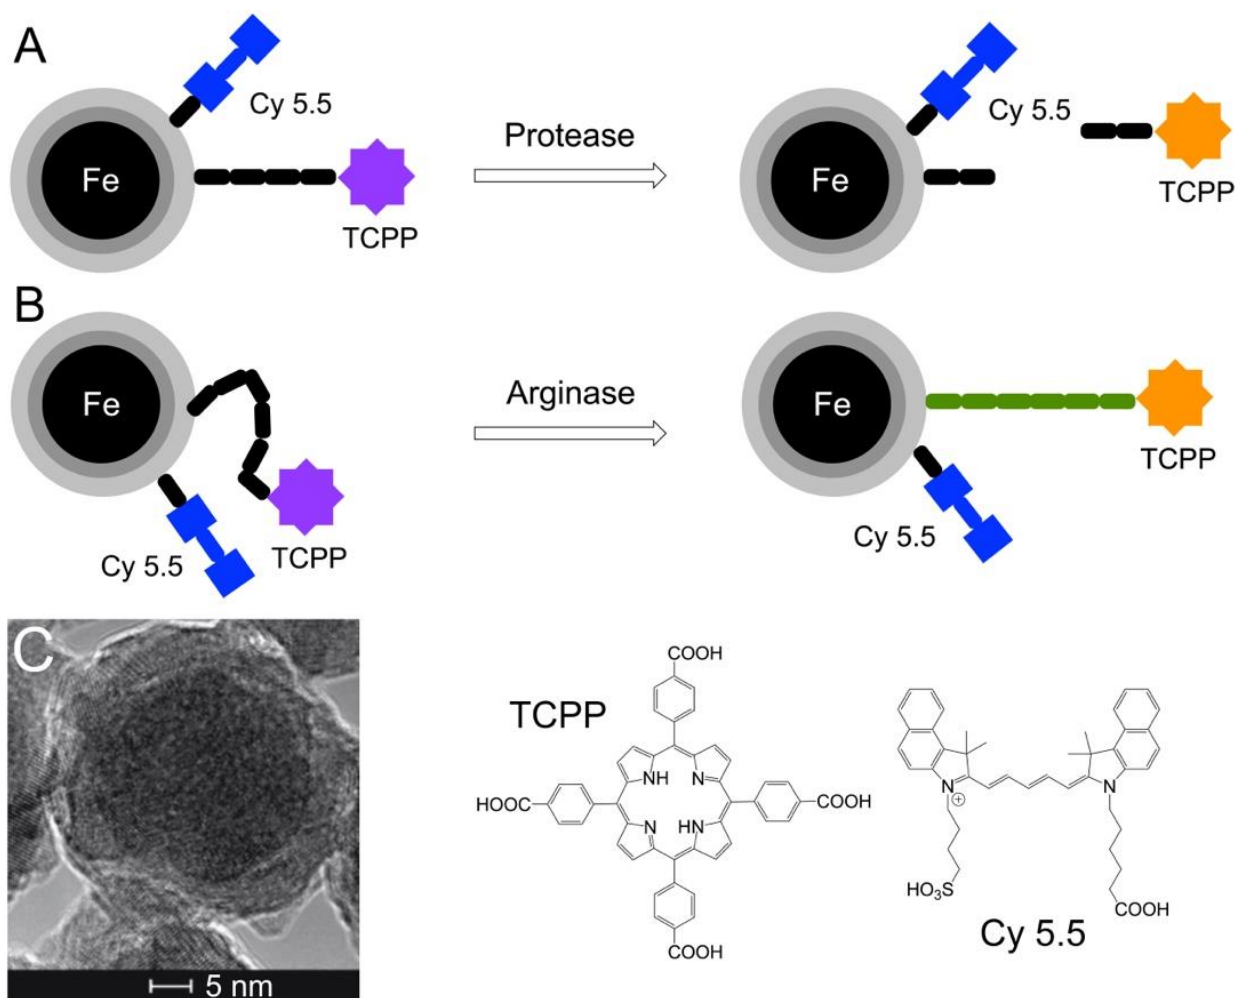 A
Cy 5.5
Fe
TCPP
Protease
Cy 5.5
Fe
TCPP
B
Fe
Cy 5.5
TCPP
Arginase
Fe
TCPP
Cy 5.5
C
5 nm
TCPP
COOH
NH
N
HOOC
COOH
N
HN
COOH
N
+
N
HO3S
COOH
Cy 5.5